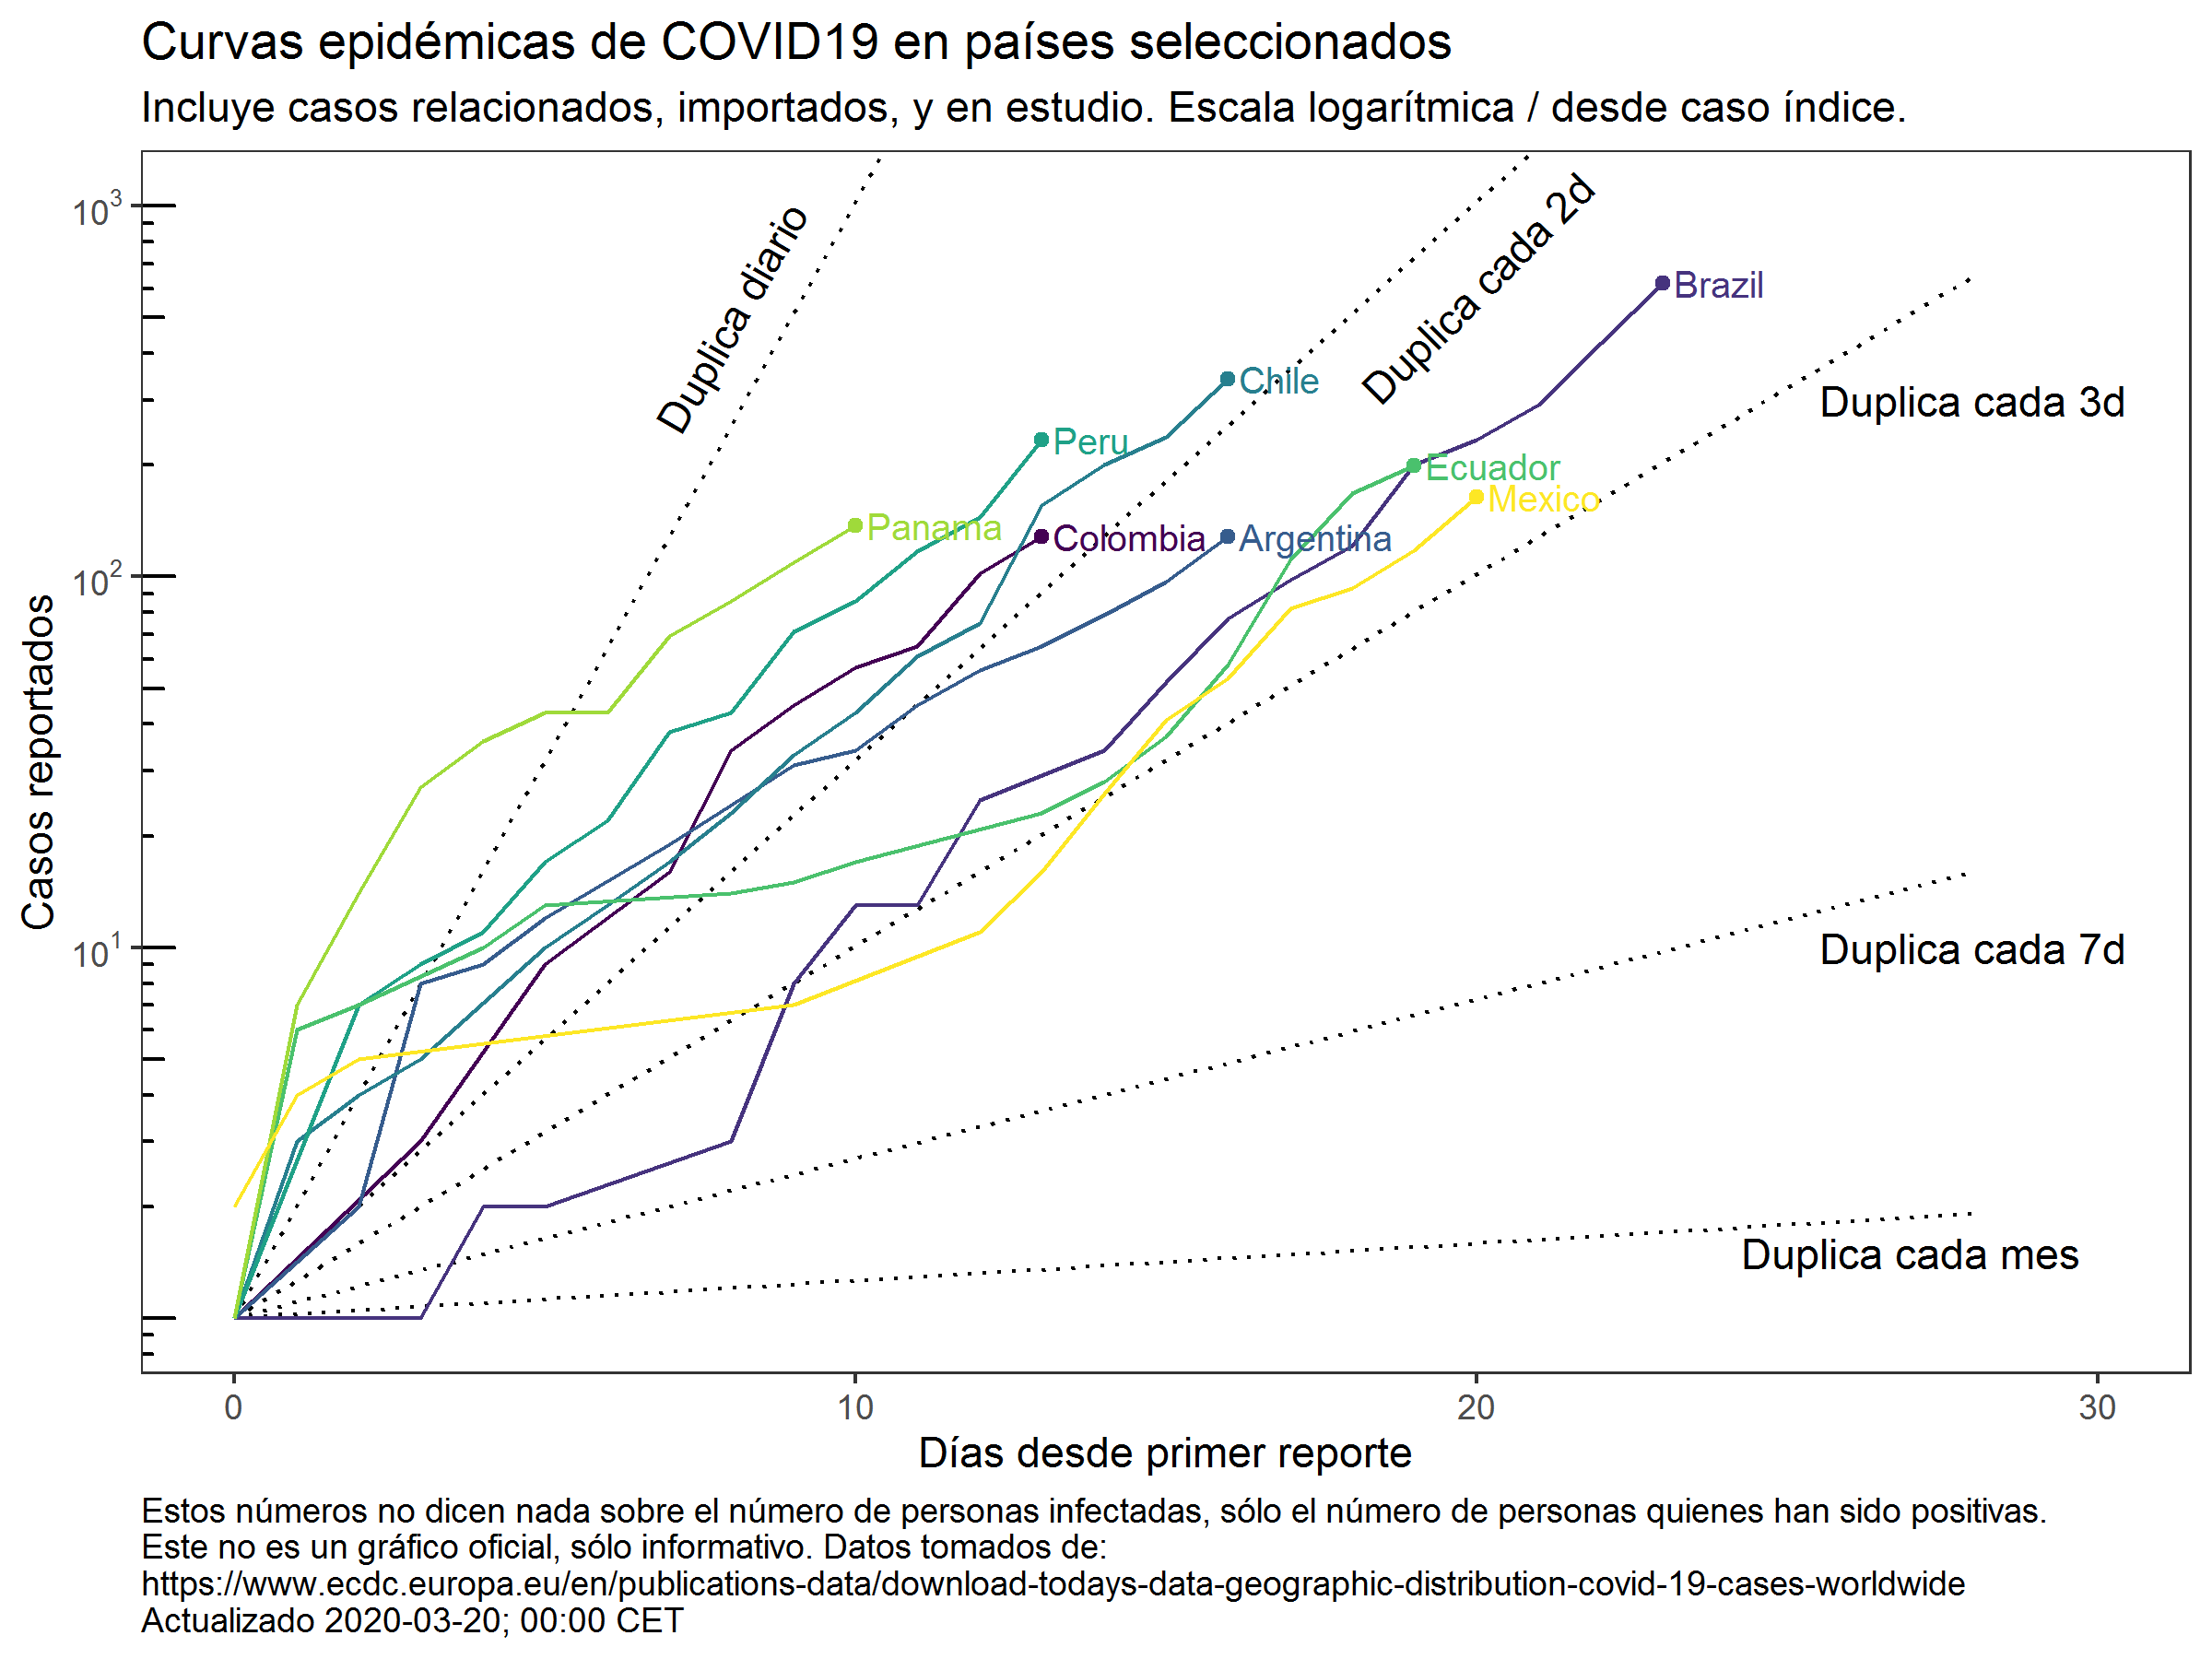 Curvas epidémicas de COVID19 en países seleccionados
Incluye casos relacionados, importados, y en estudio. Escala logarítmica / desde caso índice.
Casos reportados
10³
10²
10¹
Duplica diario
Duplica cada 2d
Brazil
Chile
Duplica cada 3d
Peru
Ecuador
Mexico
Panama
Colombia
Argentina
Duplica cada 7d
Duplica cada mes
0
10
20
30
Días desde primer reporte
Estos números no dicen nada sobre el número de personas infectadas, sólo el número de personas quienes han sido positivas.
Este no es un gráfico oficial, sólo informativo. Datos tomados de:
https://www.ecdc.europa.eu/en/publications-data/download-todays-data-geographic-distribution-covid-19-cases-worldwide
Actualizado 2020-03-20; 00:00 CET